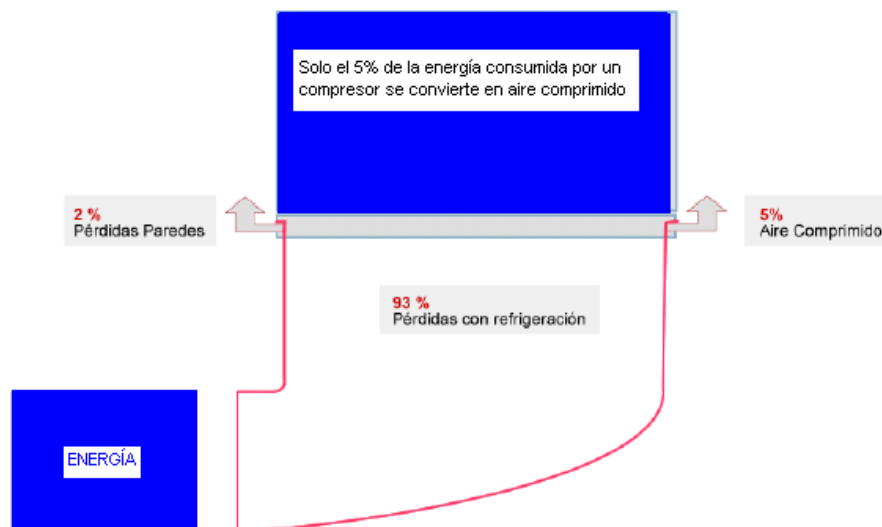 Solo el 5% de la energía consumida por un
compresor se convierte en aire comprimido
2 %
Pérdidas Paredes
5%
Aire Comprimido
93 %
Pérdidas con refrigeración
ENERGÍA